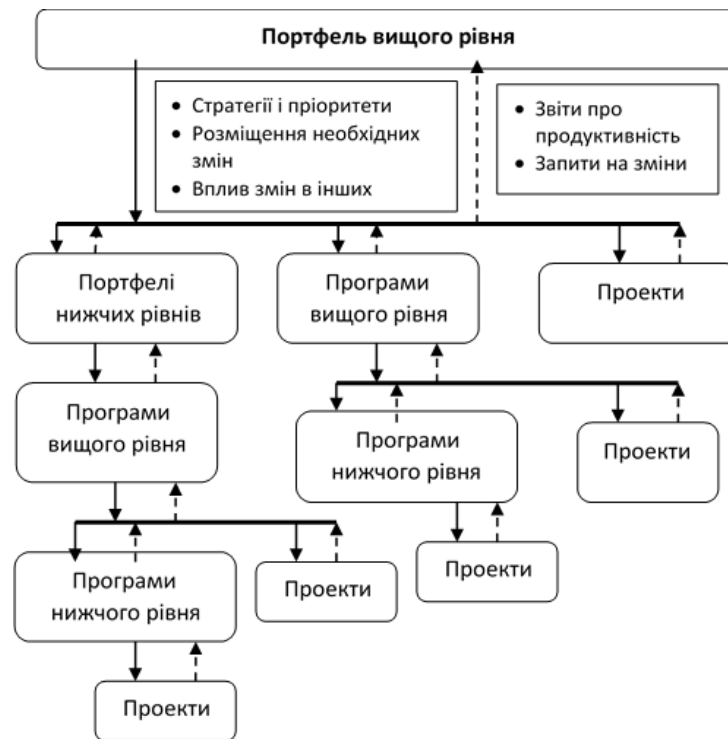 Портфель вищого рівня
• Стратегії і пріоритети
• Розміщення необхідних
змін
• Вплив змін в інших
• Звіти про
продуктивність
• Запити на зміни
Портфелі
нижчих рівнів
Програми
вищого рівня
Проекти
Програми
вищого рівня
Програми
нижчого рівня
Проекти
Програми
нижчого рівня
Проекти
Проекти
Проекти